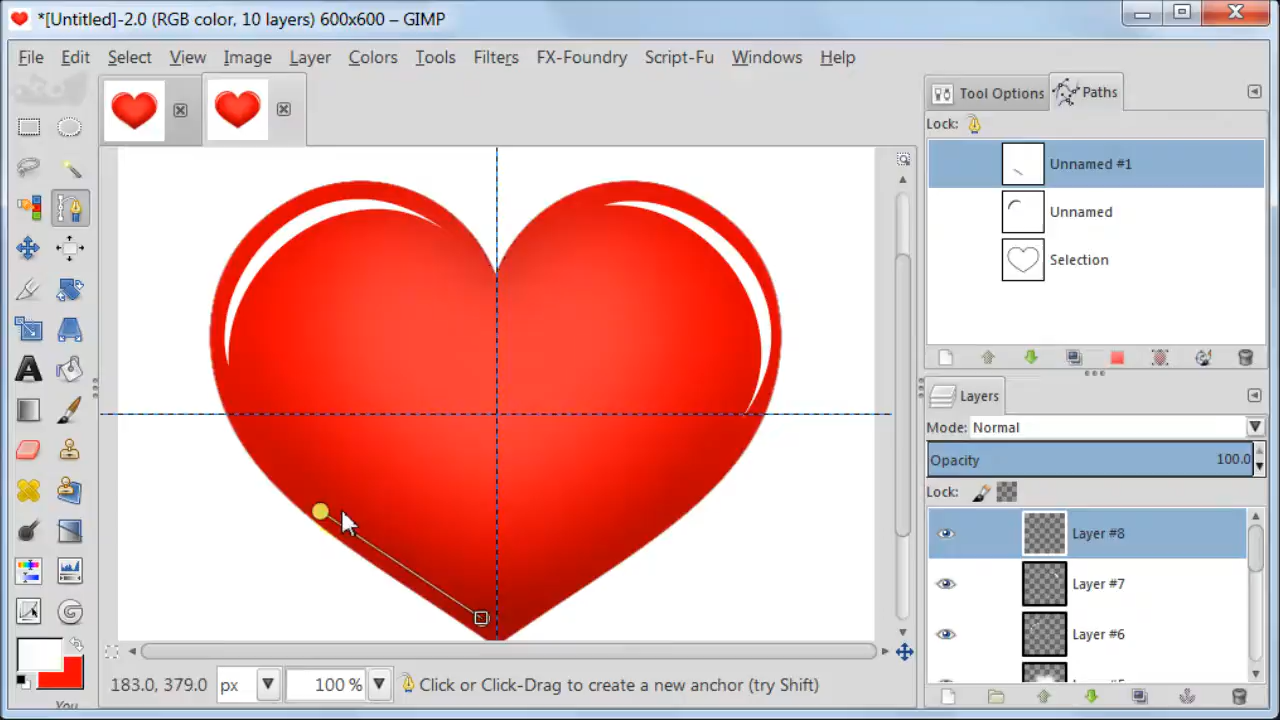 *[Untitled]-2.0 (RGB color, 10 layers) 600x600 – GIMP
File Edit Select View Image Layer Colors Tools Filters FX-Foundry Script-Fu Windows Help
Tool Options Paths
Lock:
Unnamed #1
Unnamed
Selection
Layers
Mode: Normal
Opacity 100.0
Lock:
Layer #8
Layer #7
Layer #6
183.0, 379.0 px 100 % Click or Click-Drag to create a new anchor (try Shift)
You